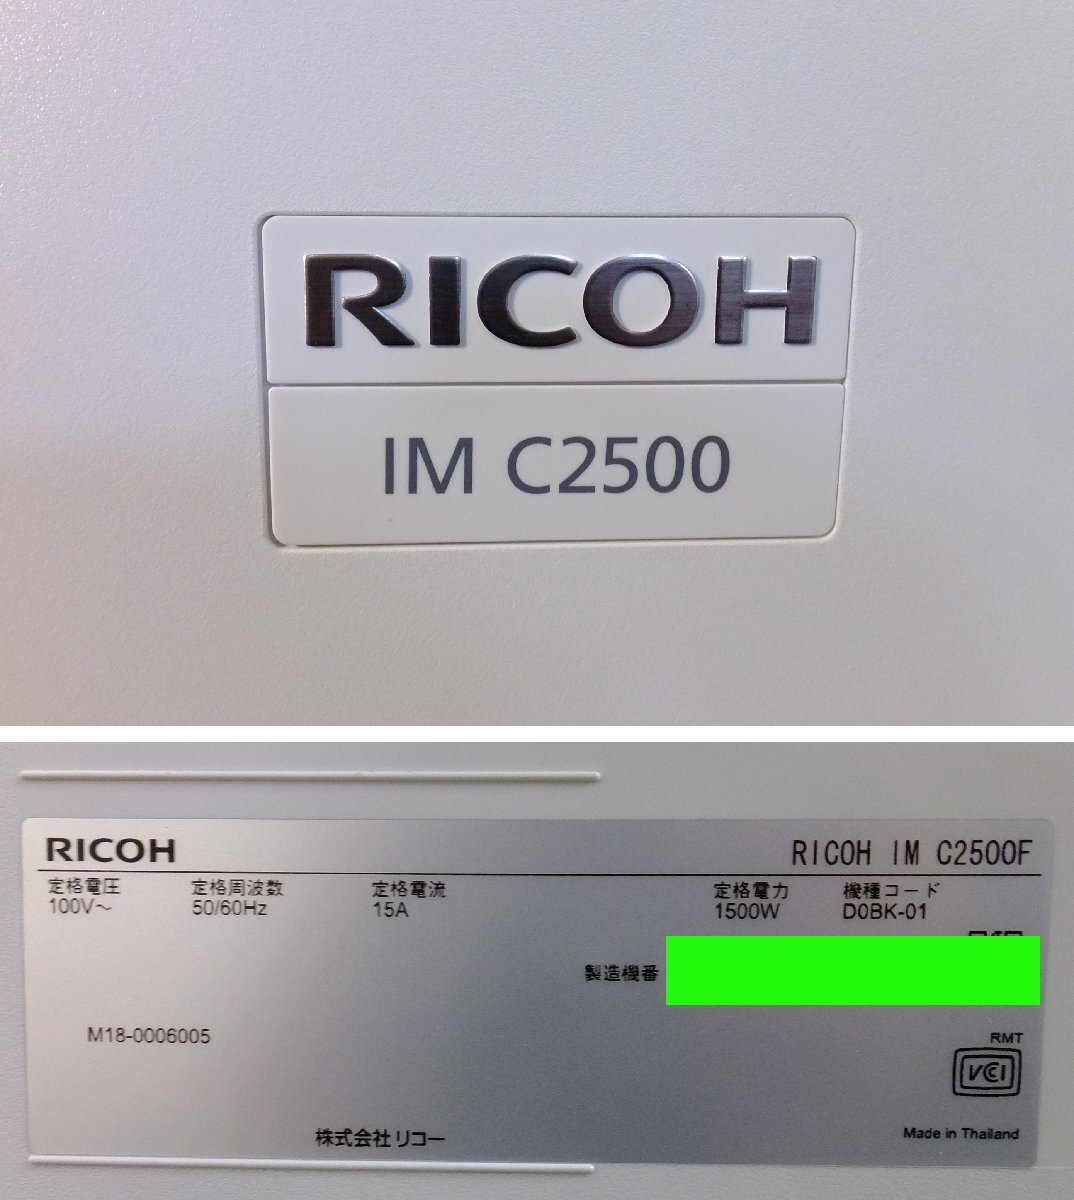 RICOH
IM C2500
RICOH
RICOH IM C2500F
定格電圧 定格周波数 定格電流 定格電力 機種コード
100V～ 50/60Hz 15A 1500W D0BK-01
製造機番
M18-0006005
RMT
VCI
株式会社リコー
Made in Thailand